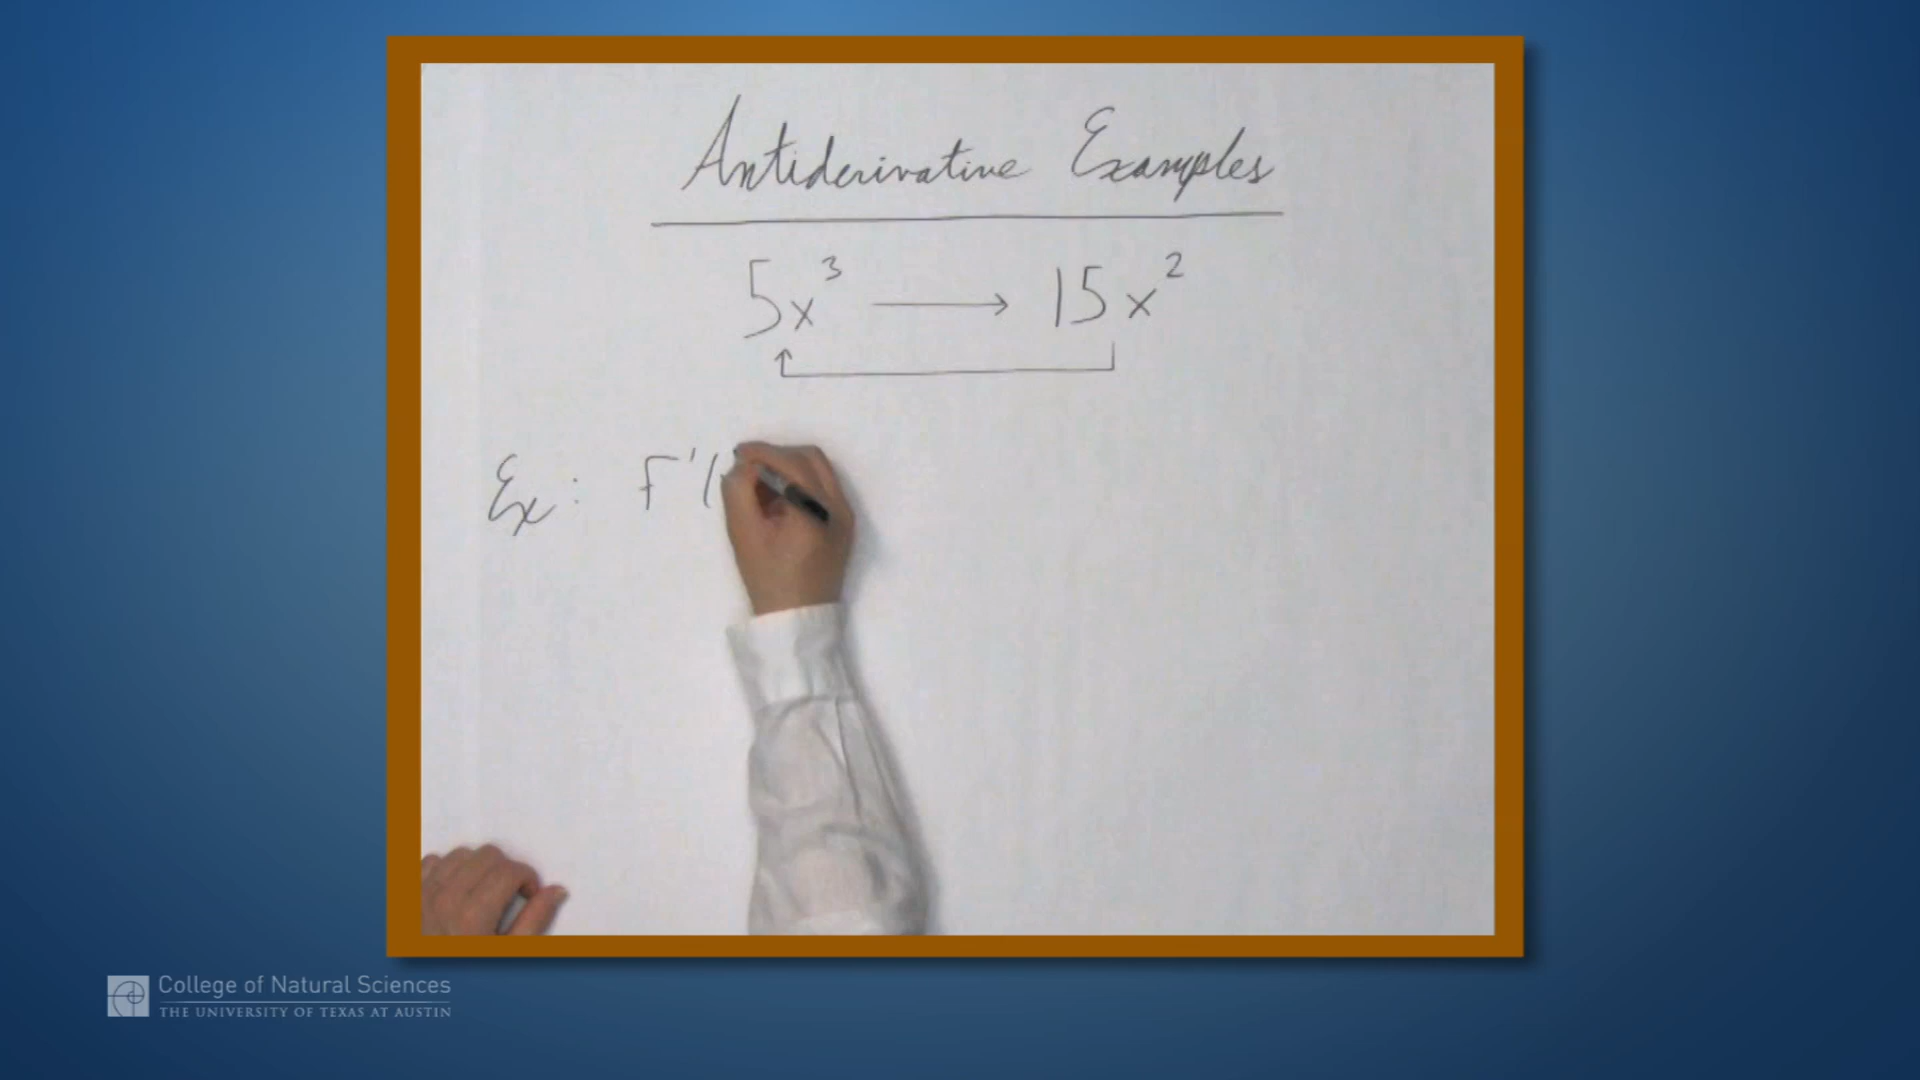 Antiderivative Examples
5x³ ⟶ 15x²
Ex: F'(
College of Natural Sciences
THE UNIVERSITY OF TEXAS AT AUSTIN